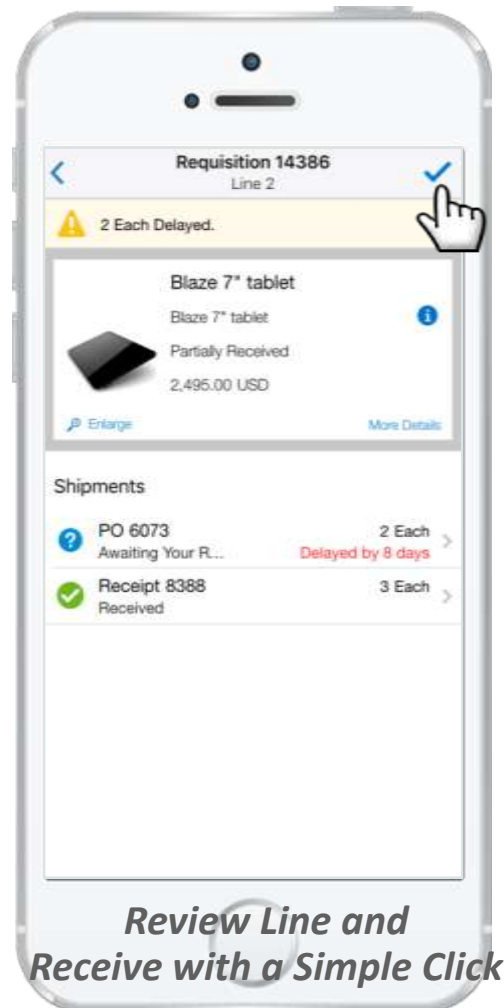 Requisition 14386
Line 2
2 Each Delayed.
Blaze 7" tablet
Blaze 7" tablet
Partially Received
2,495.00 USD
Enlarge
More Details
Shipments
PO 6073
2 Each
Awaiting Your R...
Delayed by 8 days
Receipt 8388
3 Each
Received
Review Line and
Receive with a Simple Click